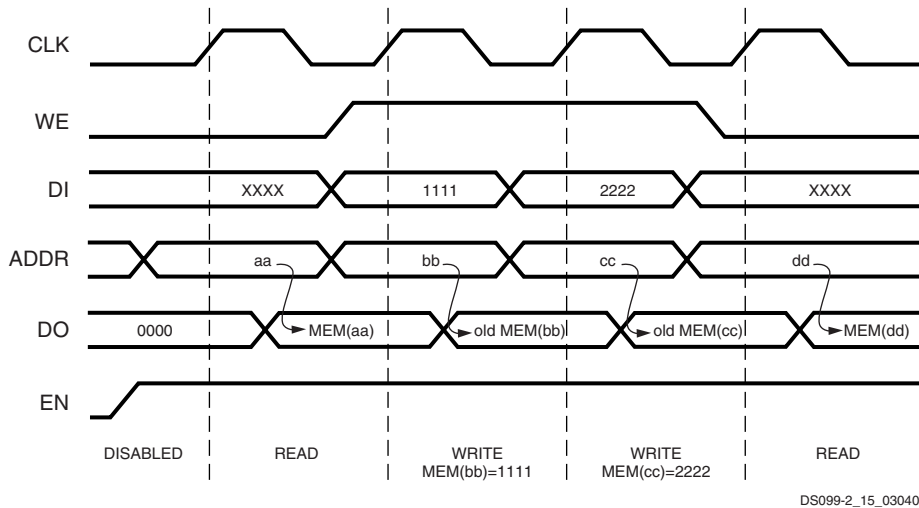 CLK
WE
DI
XXXX 1111 2222 XXXX
ADDR
aa bb cc dd
DO
0000 MEM(aa) old MEM(bb) old MEM(cc) MEM(dd)
EN
DISABLED READ WRITE WRITE READ
MEM(bb)=1111 MEM(cc)=2222
DS099-2_15_03040